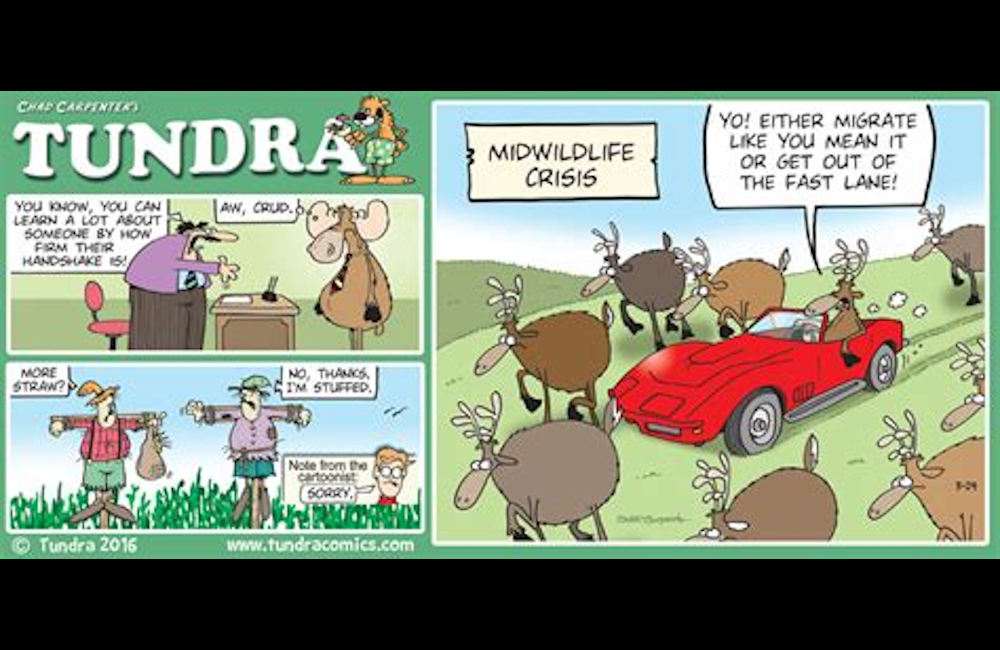 CHAD CARPENTER'S
TUNDRA
YOU KNOW, YOU CAN
LEARN A LOT ABOUT
SOMEONE BY HOW
FIRM THEIR
HANDSHAKE IS!
AW, CRUD.
MORE
STRAW?
NO, THANKS,
I'M STUFFED.
Note from the
cartoonist:
SORRY.
© Tundra 2016
www.tundracomics.com
MIDWILDLIFE
CRISIS
YO! EITHER MIGRATE
LIKE YOU MEAN IT
OR GET OUT OF
THE FAST LANE!